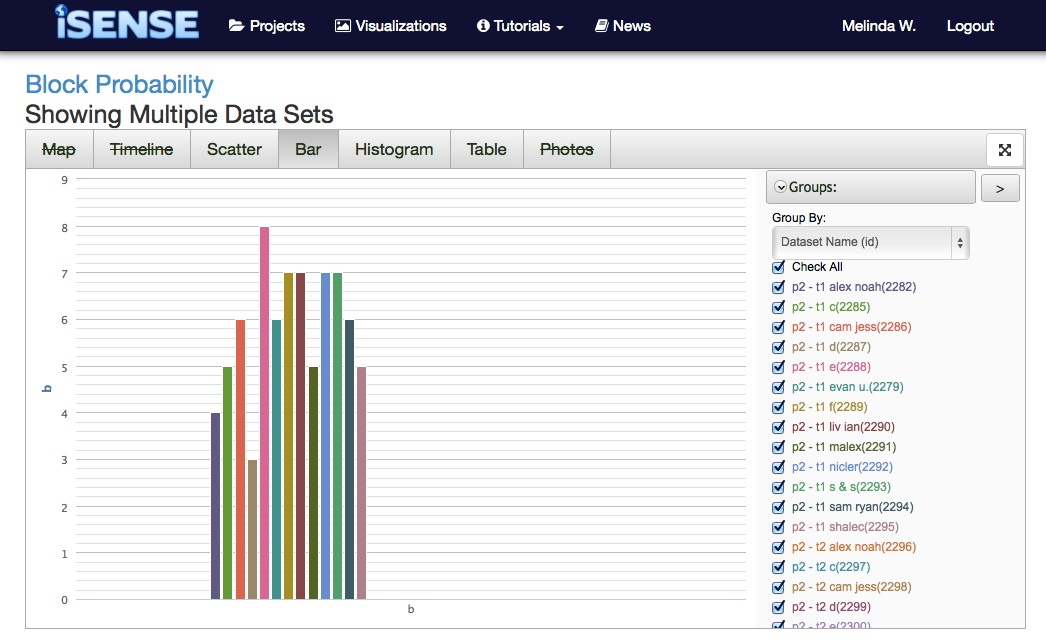 iSENSE Projects Visualizations Tutorials News Melinda W. Logout
Block Probability
Showing Multiple Data Sets
Map Timeline Scatter Bar Histogram Table Photos
9
8
7
6
5
4
3
2
1
0
b
b
Groups: >
Group By:
Dataset Name (id)
Check All
p2 - t1 alex noah(2282)
p2 - t1 c(2285)
p2 - t1 cam jess(2286)
p2 - t1 d(2287)
p2 - t1 e(2288)
p2 - t1 evan u.(2279)
p2 - t1 f(2289)
p2 - t1 liv ian(2290)
p2 - t1 malex(2291)
p2 - t1 nicler(2292)
p2 - t1 s & s(2293)
p2 - t1 sam ryan(2294)
p2 - t1 shalec(2295)
p2 - t2 alex noah(2296)
p2 - t2 c(2297)
p2 - t2 cam jess(2298)
p2 - t2 d(2299)
p2 - t2 e(2300)